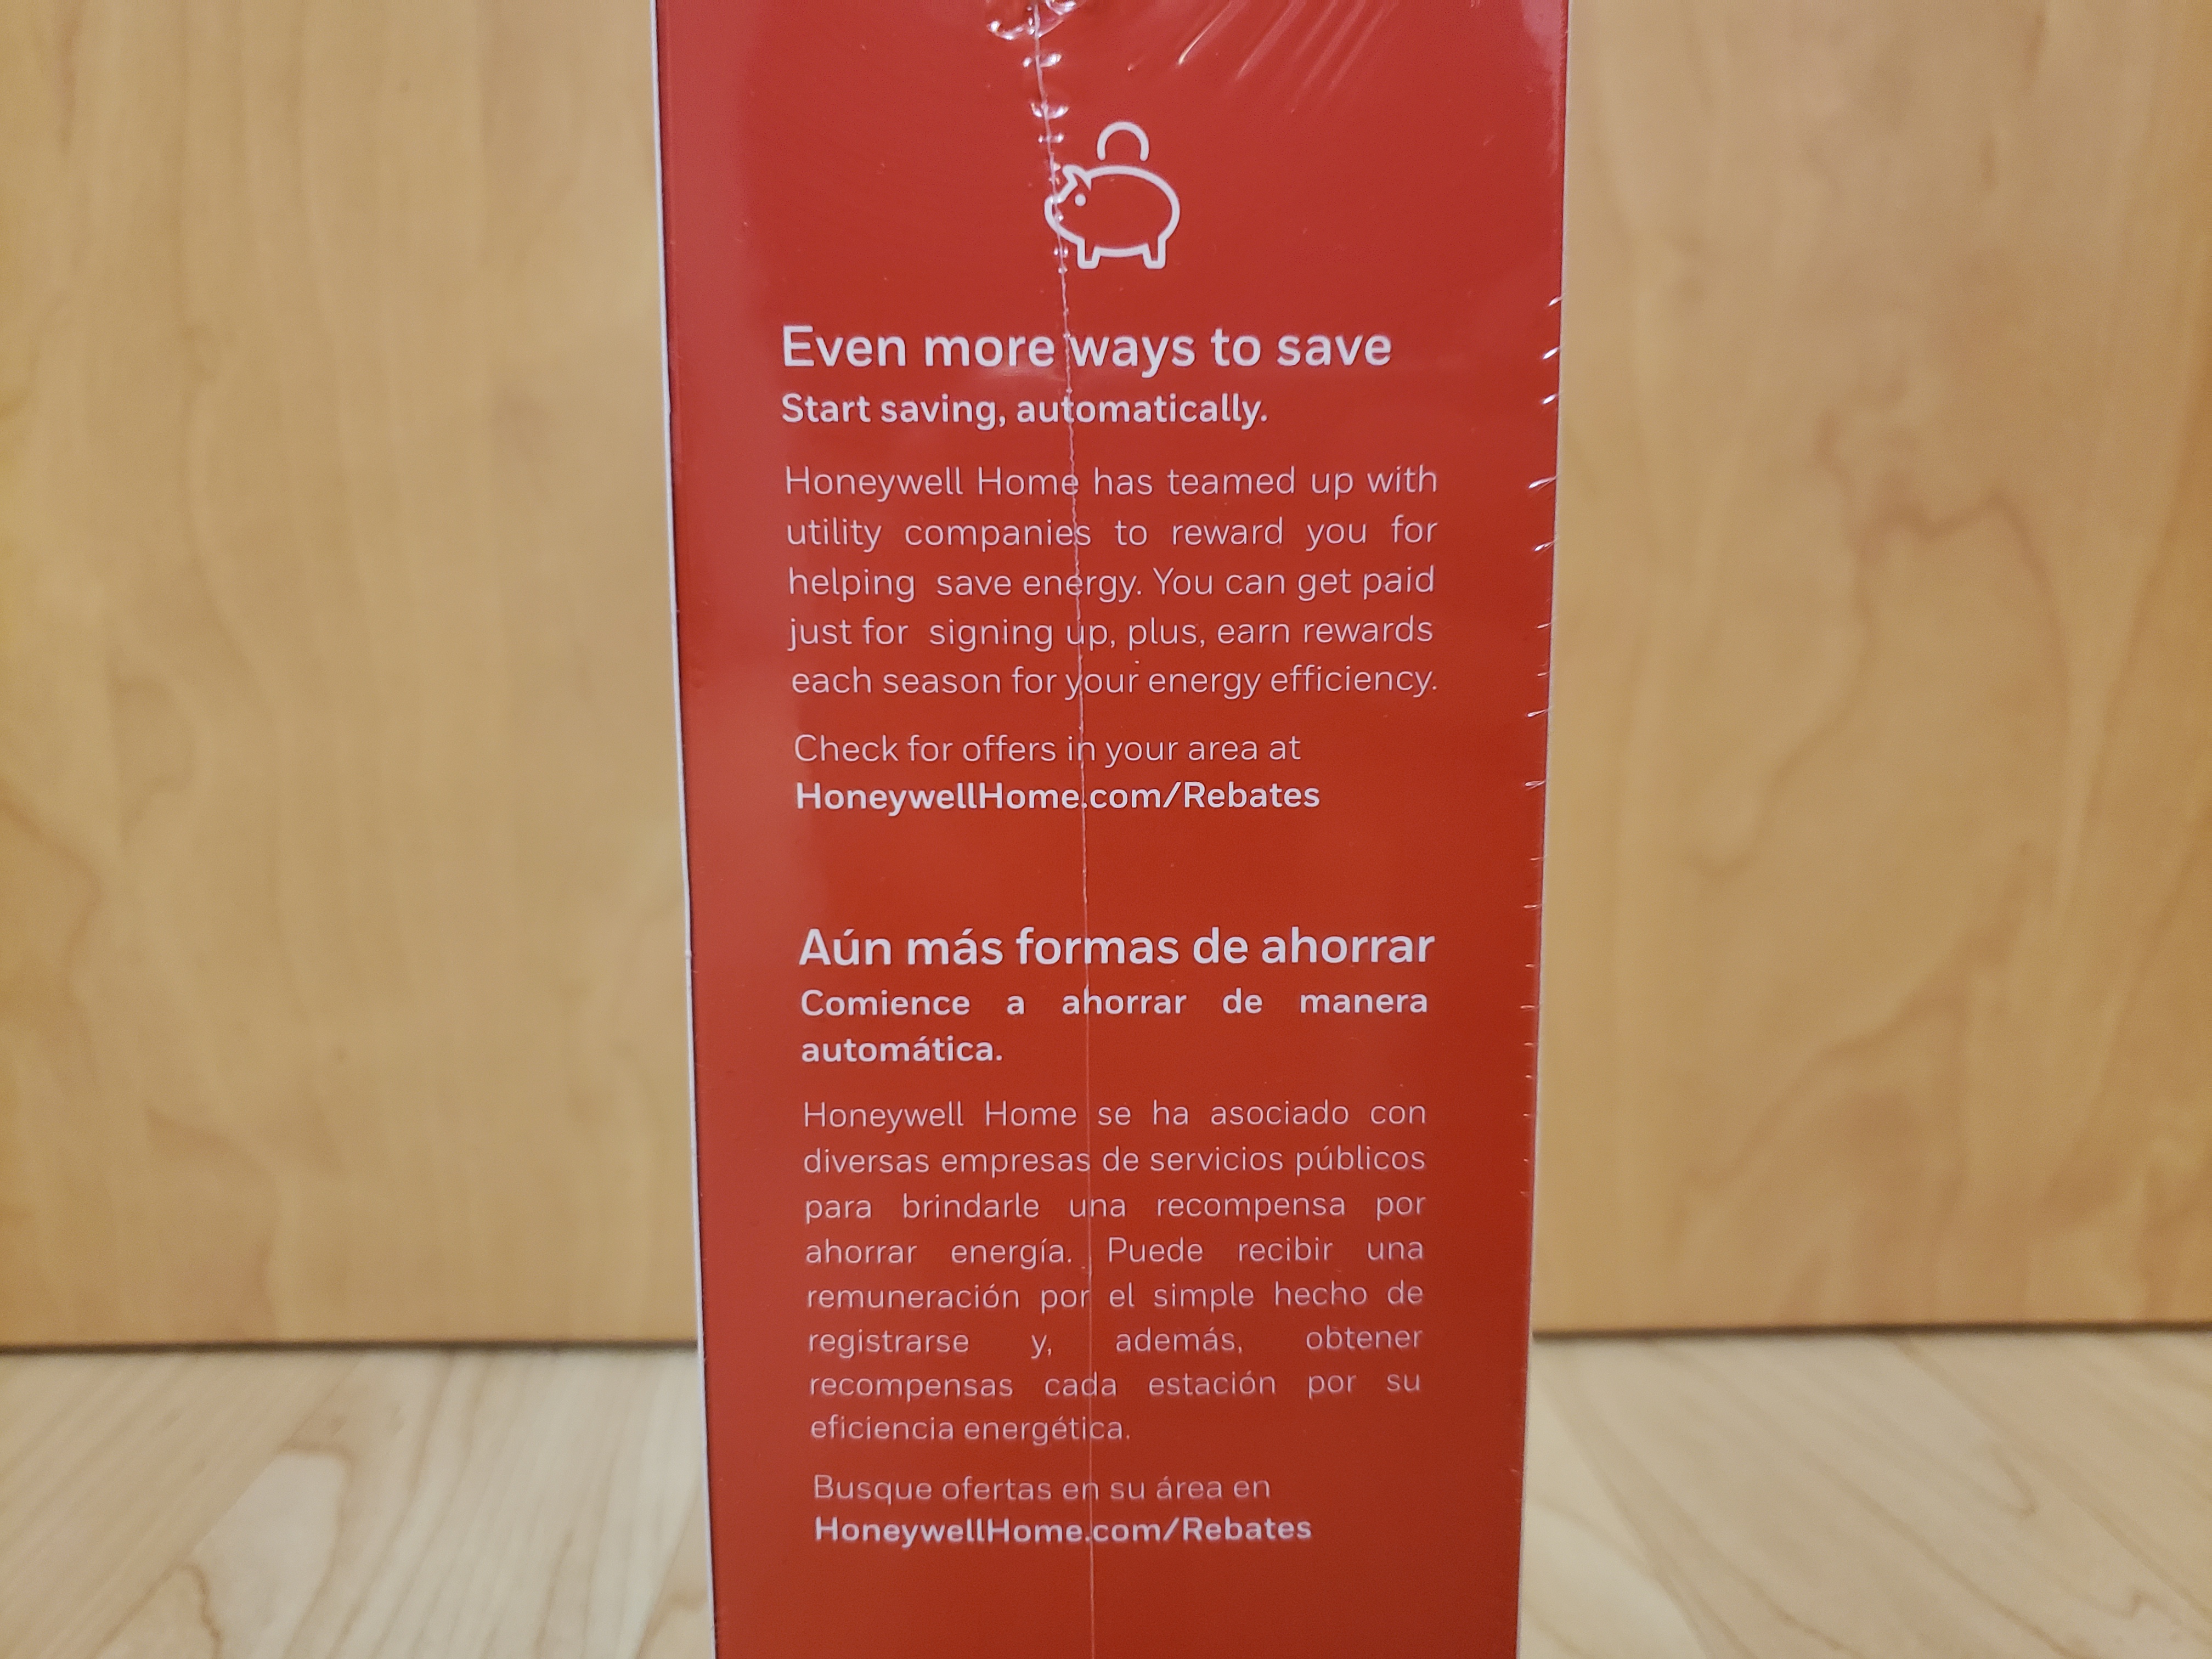 Even more ways to save
Start saving, automatically.
Honeywell Home has teamed up with
utility companies to reward you for
helping save energy. You can get paid
just for signing up, plus, earn rewards
each season for your energy efficiency.
Check for offers in your area at
HoneywellHome.com/Rebates
Aún más formas de ahorrar
Comience a ahorrar de manera
automática.
Honeywell Home se ha asociado con
diversas empresas de servicios públicos
para brindarle una recompensa por
ahorrar energía. Puede recibir una
remuneración por el simple hecho de
registrarse y, además, obtener
recompensas cada estación por su
eficiencia energética.
Busque ofertas en su área en
HoneywellHome.com/Rebates